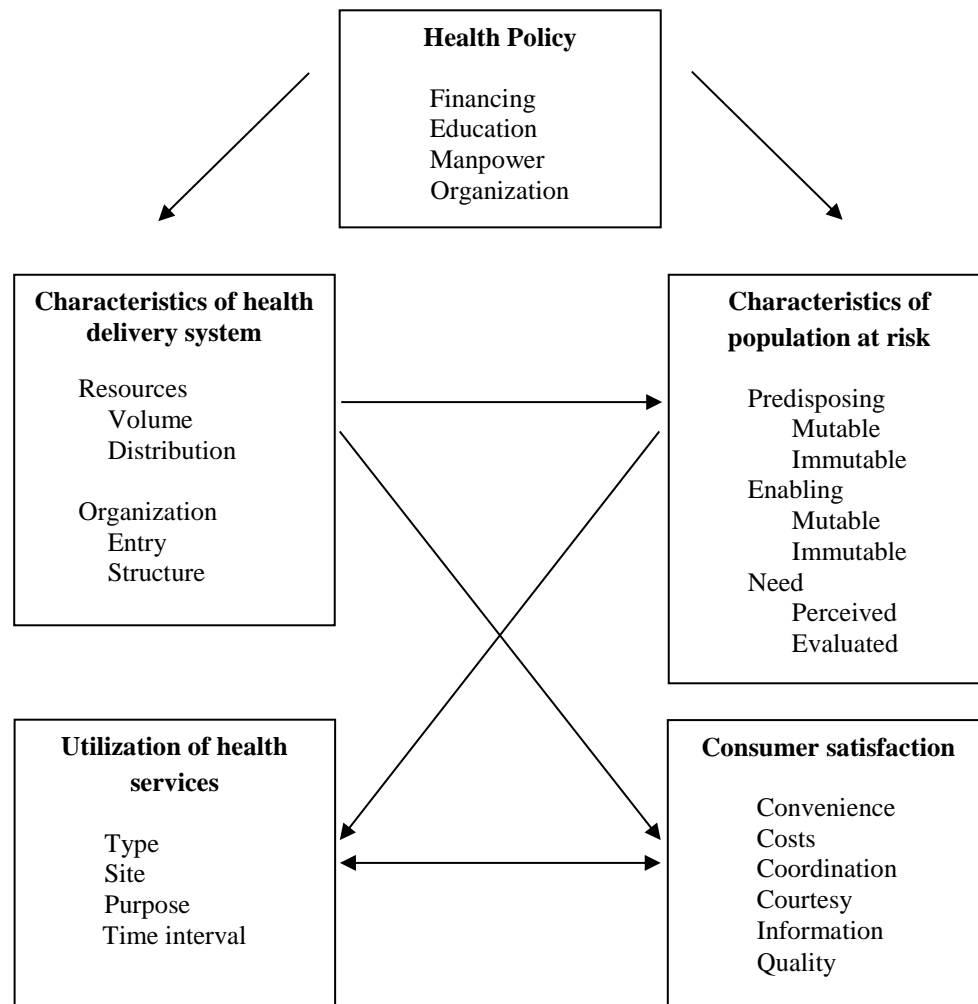 Health Policy
Financing
Education
Manpower
Organization
Characteristics of health
delivery system
Resources
Volume
Distribution
Organization
Entry
Structure
Characteristics of
population at risk
Predisposing
Mutable
Immutable
Enabling
Mutable
Immutable
Need
Perceived
Evaluated
Utilization of health
services
Type
Site
Purpose
Time interval
Consumer satisfaction
Convenience
Costs
Coordination
Courtesy
Information
Quality